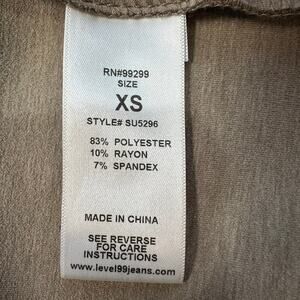 RN#99299
SIZE
XS
STYLE# SU5296
83% POLYESTER
10% RAYON
7% SPANDEX
MADE IN CHINA
SEE REVERSE
FOR CARE
INSTRUCTIONS
www.level99jeans.com